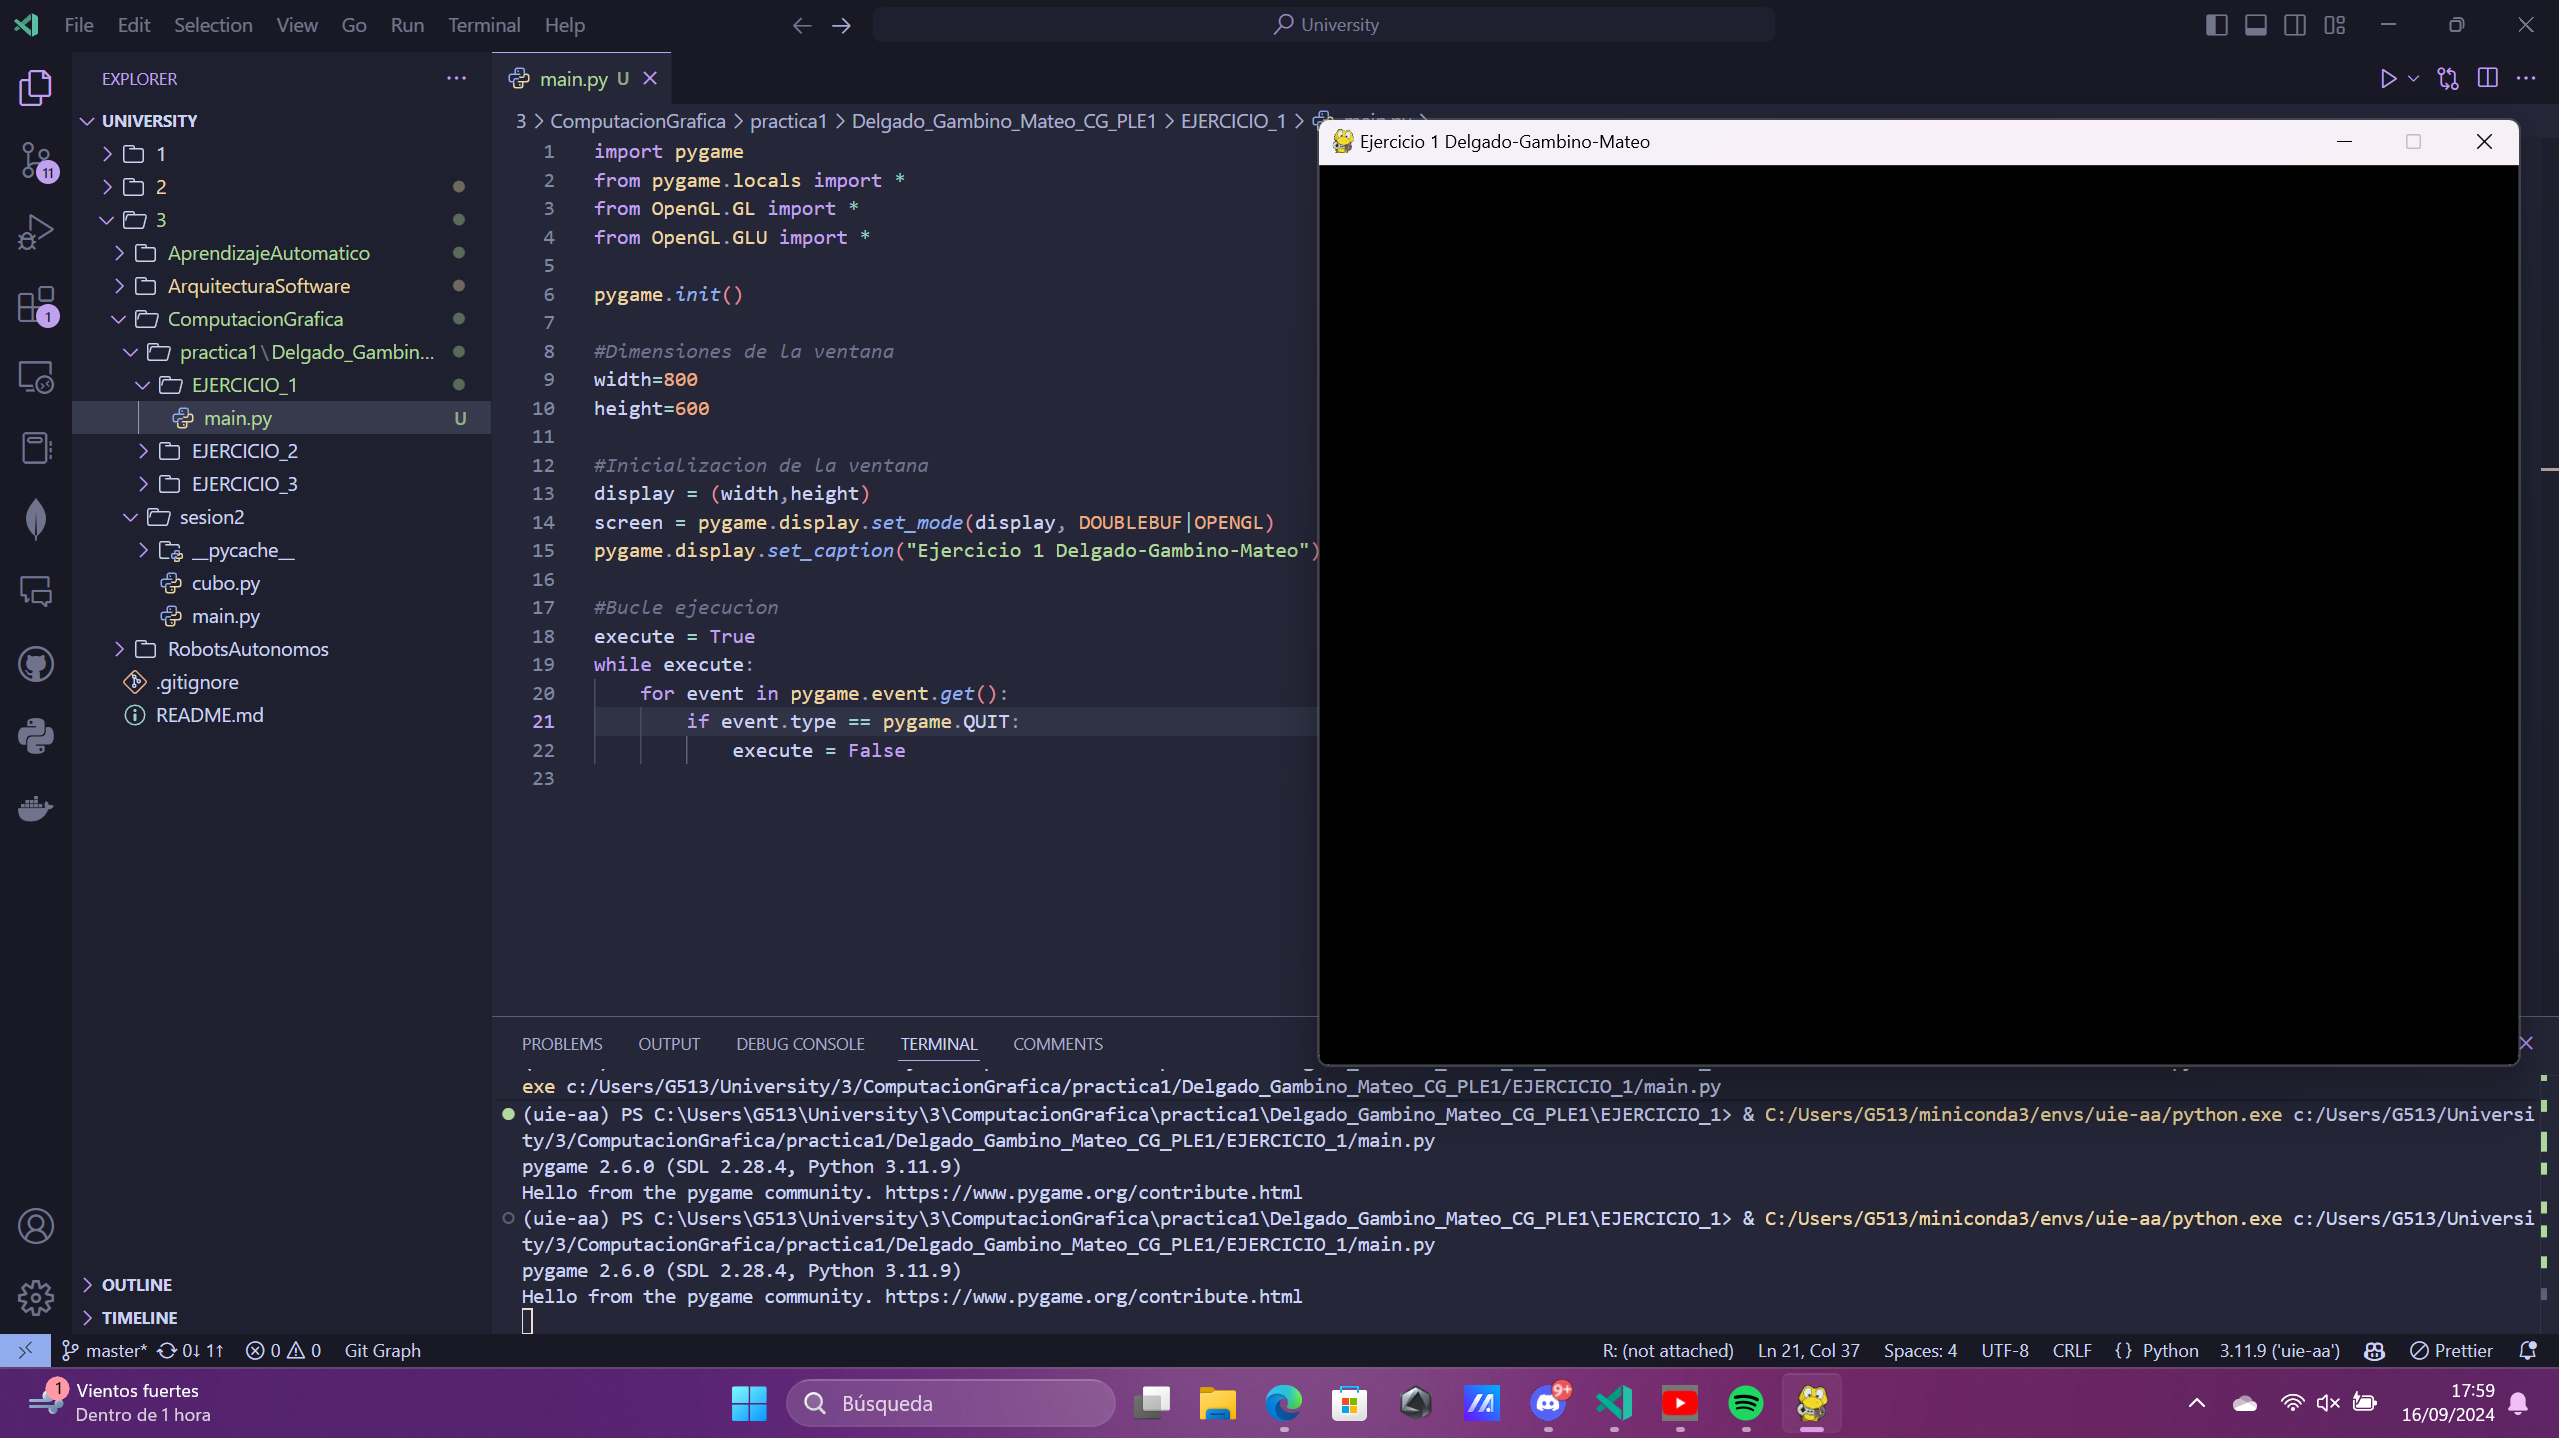 File Edit Selection View Go Run Terminal Help
University
EXPLORER
UNIVERSITY
1
2
3
AprendizajeAutomatico
ArquitecturaSoftware
ComputacionGrafica
practica1\Delgado_Gambin...
EJERCICIO_1
main.py U
EJERCICIO_2
EJERCICIO_3
sesion2
__pycache__
cubo.py
main.py
RobotsAutonomos
.gitignore
README.md
OUTLINE
TIMELINE
11
1
main.py U
3 > ComputacionGrafica > practica1 > Delgado_Gambino_Mateo_CG_PLE1 > EJERCICIO_1 >
1 import pygame
2 from pygame.locals import *
3 from OpenGL.GL import *
4 from OpenGL.GLU import *
5
6 pygame.init()
7
8 #Dimensiones de la ventana
9 width=800
10 height=600
11
12 #Inicializacion de la ventana
13 display = (width,height)
14 screen = pygame.display.set_mode(display, DOUBLEBUF|OPENGL)
15 pygame.display.set_caption("Ejercicio 1 Delgado-Gambino-Mateo")
16
17 #Bucle ejecucion
18 execute = True
19 while execute:
20 for event in pygame.event.get():
21 if event.type == pygame.QUIT:
22 execute = False
23
Ejercicio 1 Delgado-Gambino-Mateo
PROBLEMS OUTPUT DEBUG CONSOLE TERMINAL COMMENTS
exe c:/Users/G513/University/3/ComputacionGrafica/practica1/Delgado_Gambino_Mateo_CG_PLE1/EJERCICIO_1/main.py
(uie-aa) PS C:\Users\G513\University\3\ComputacionGrafica\practica1\Delgado_Gambino_Mateo_CG_PLE1\EJERCICIO_1> & C:/Users/G513/miniconda3/envs/uie-aa/python.exe c:/Users/G513/Universi
ty/3/ComputacionGrafica/practica1/Delgado_Gambino_Mateo_CG_PLE1/EJERCICIO_1/main.py
pygame 2.6.0 (SDL 2.28.4, Python 3.11.9)
Hello from the pygame community. https://www.pygame.org/contribute.html
(uie-aa) PS C:\Users\G513\University\3\ComputacionGrafica\practica1\Delgado_Gambino_Mateo_CG_PLE1\EJERCICIO_1> & C:/Users/G513/miniconda3/envs/uie-aa/python.exe c:/Users/G513/Universi
ty/3/ComputacionGrafica/practica1/Delgado_Gambino_Mateo_CG_PLE1/EJERCICIO_1/main.py
pygame 2.6.0 (SDL 2.28.4, Python 3.11.9)
Hello from the pygame community. https://www.pygame.org/contribute.html
master* 0↓ 1↑ 0 0 Git Graph R: (not attached) Ln 21, Col 37 Spaces: 4 UTF-8 CRLF {} Python 3.11.9 ('uie-aa') Prettier
1
Vientos fuertes
Dentro de 1 hora
Búsqueda
9+
17:59
16/09/2024